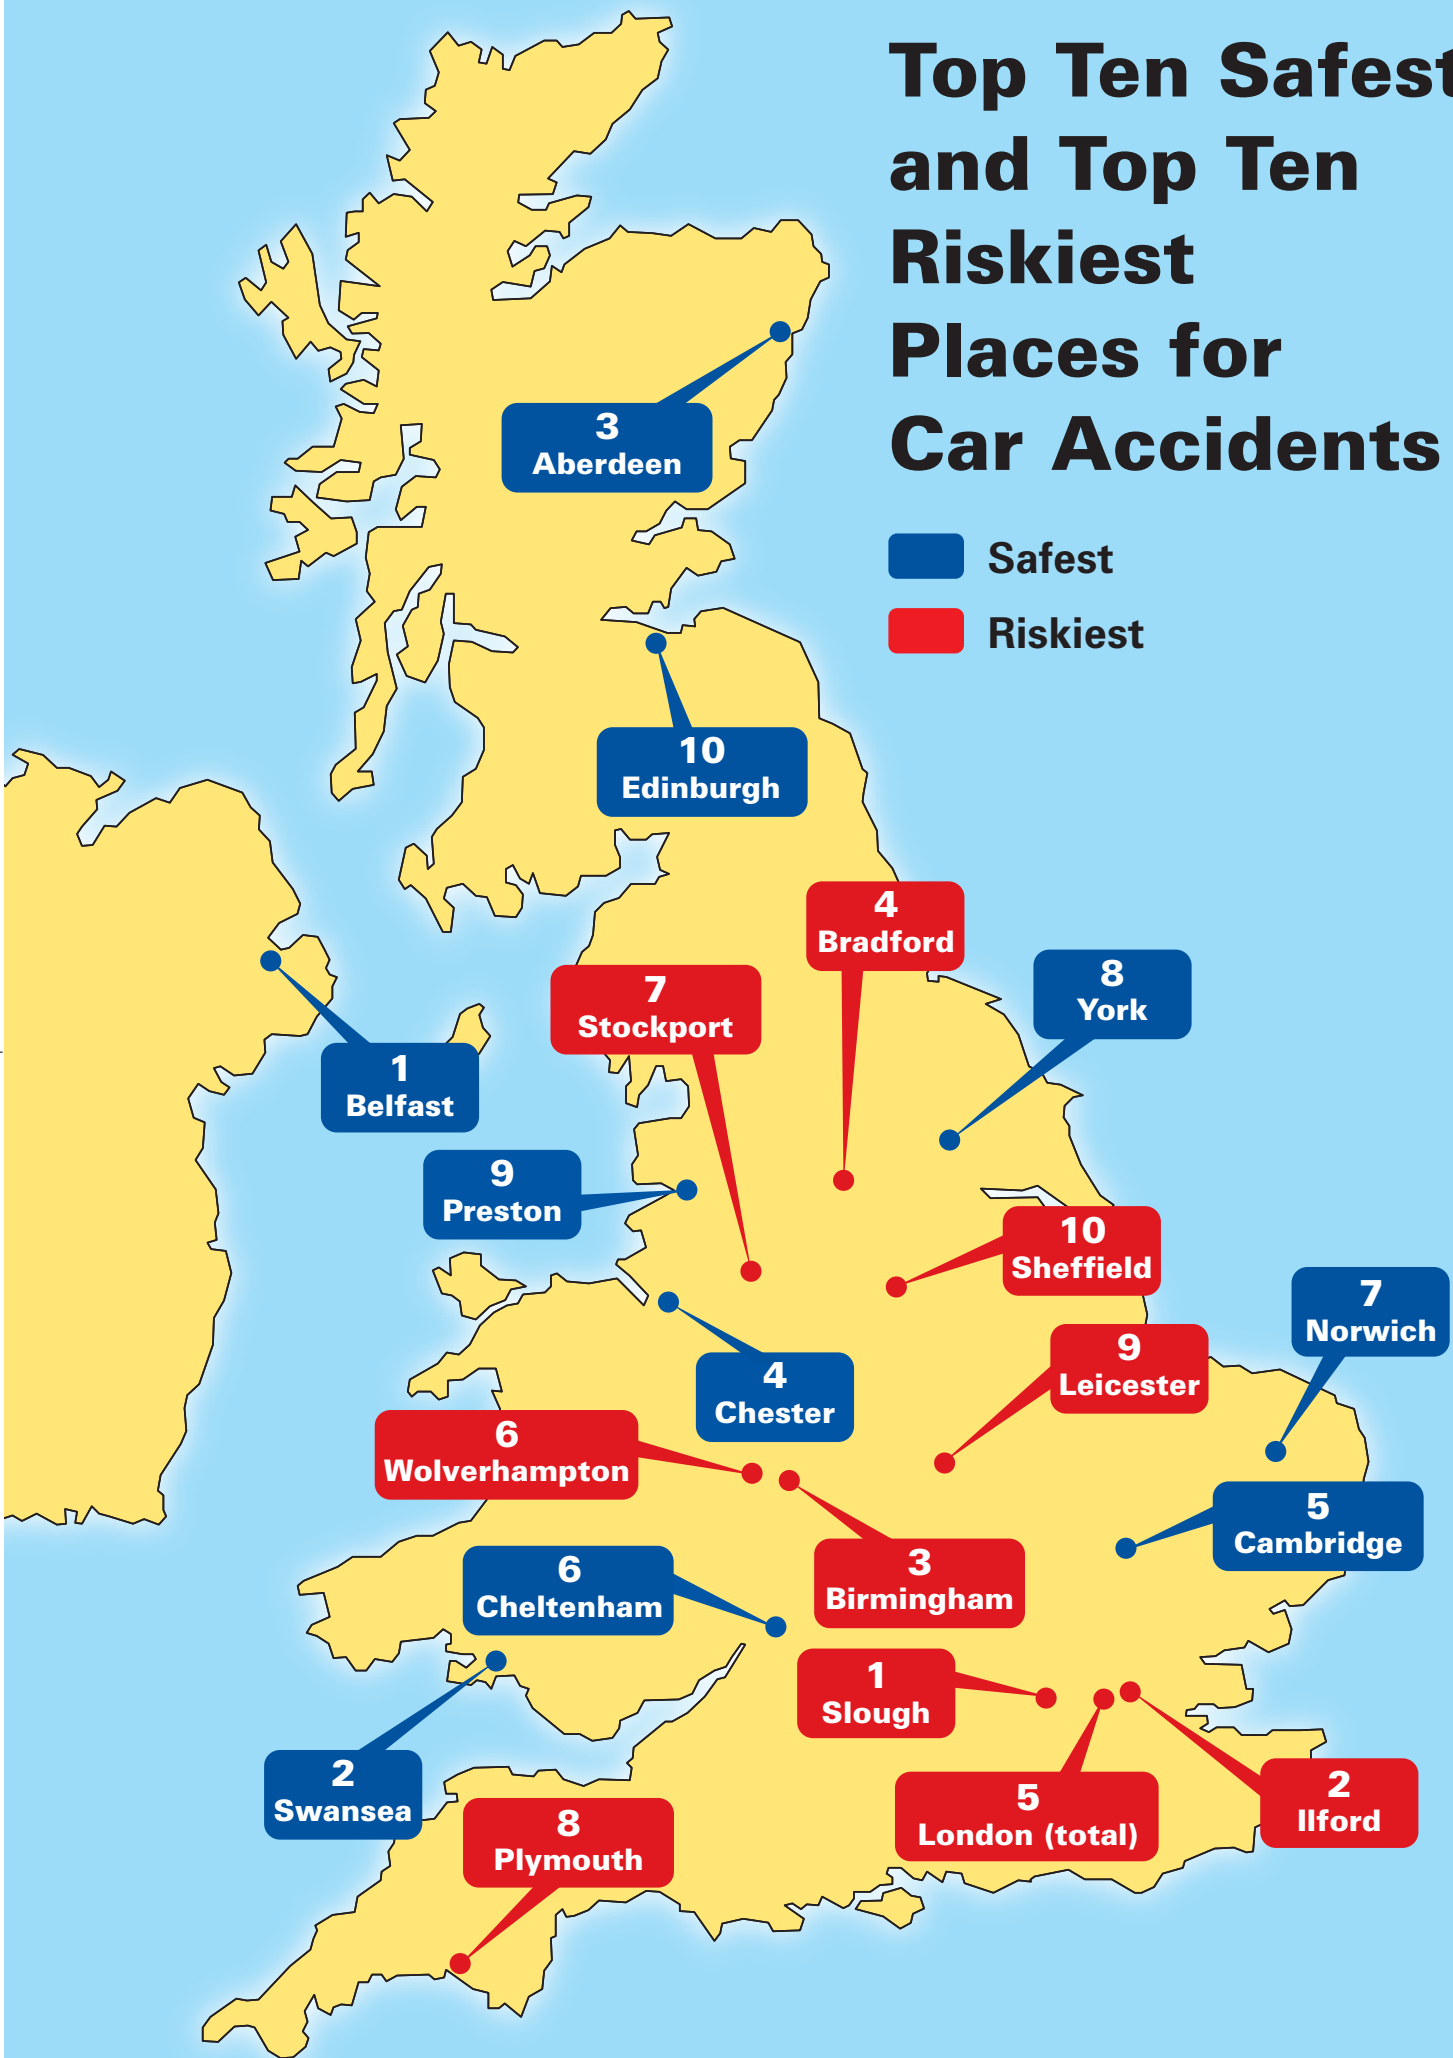 Top Ten Safest
and Top Ten
Riskiest
Places for
Car Accidents
Safest
Riskiest
3
Aberdeen
10
Edinburgh
4
Bradford
8
York
7
Stockport
1
Belfast
9
Preston
10
Sheffield
7
Norwich
9
Leicester
4
Chester
6
Wolverhampton
5
Cambridge
3
Birmingham
6
Cheltenham
1
Slough
2
Swansea
2
Ilford
5
London (total)
8
Plymouth